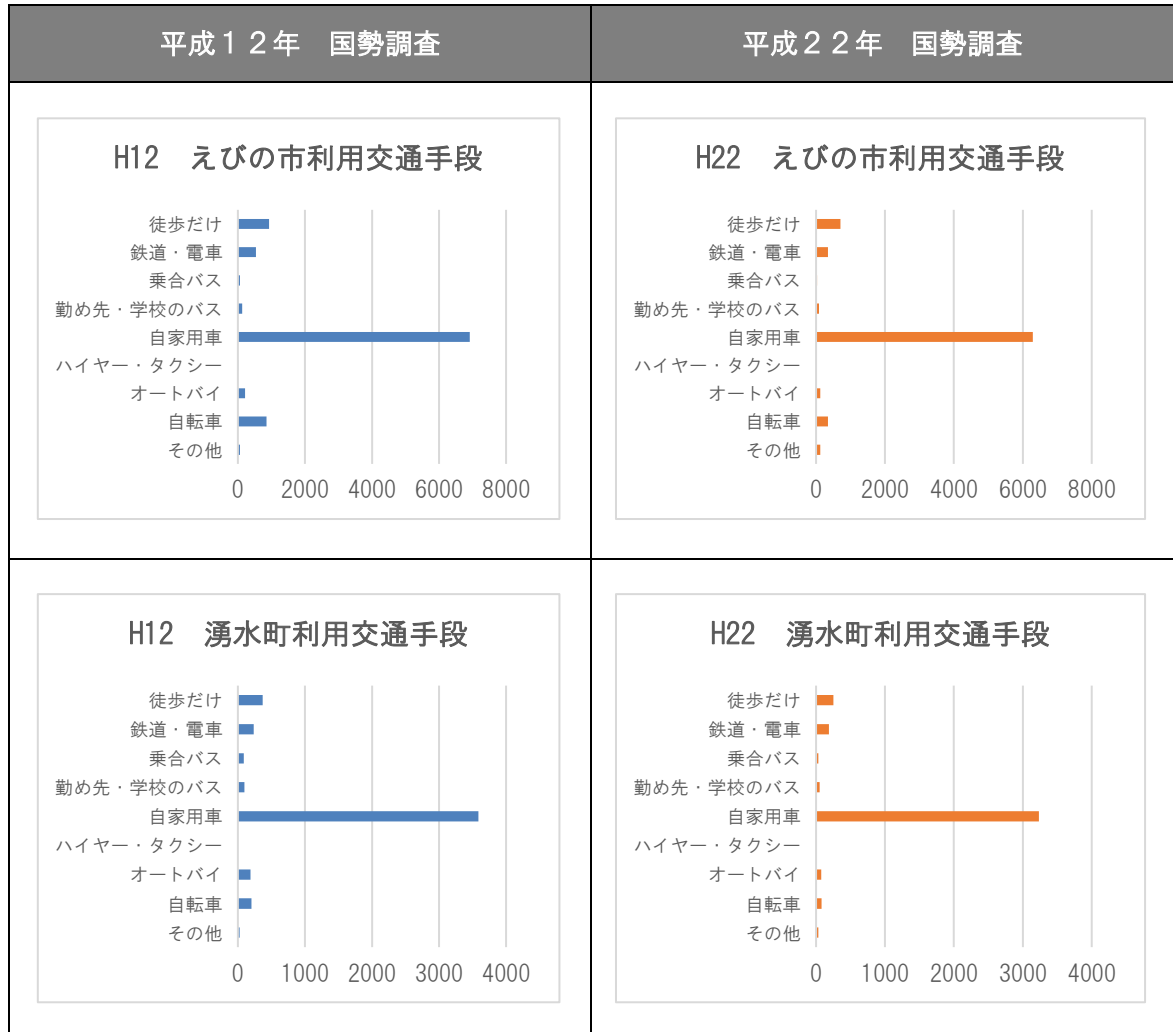 平成１２年　国勢調査
平成２２年　国勢調査
H12　えびの市利用交通手段
徒歩だけ
鉄道・電車
乗合バス
勤め先・学校のバス
自家用車
ハイヤー・タクシー
オートバイ
自転車
その他
0 2000 4000 6000 8000
H22　えびの市利用交通手段
徒歩だけ
鉄道・電車
乗合バス
勤め先・学校のバス
自家用車
ハイヤー・タクシー
オートバイ
自転車
その他
0 2000 4000 6000 8000
H12　湧水町利用交通手段
徒歩だけ
鉄道・電車
乗合バス
勤め先・学校のバス
自家用車
ハイヤー・タクシー
オートバイ
自転車
その他
0 1000 2000 3000 4000
H22　湧水町利用交通手段
徒歩だけ
鉄道・電車
乗合バス
勤め先・学校のバス
自家用車
ハイヤー・タクシー
オートバイ
自転車
その他
0 1000 2000 3000 4000